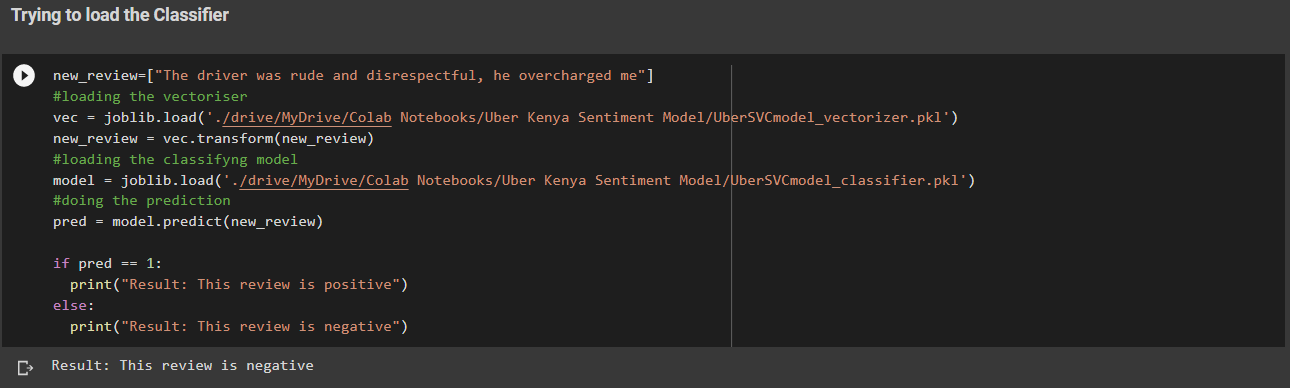 Trying to load the Classifier
new_review=["The driver was rude and disrespectful, he overcharged me"]
#loading the vectoriser
vec = joblib.load('./drive/MyDrive/Colab Notebooks/Uber Kenya Sentiment Model/UberSVCmodel_vectorizer.pkl')
new_review = vec.transform(new_review)
#loading the classifyng model
model = joblib.load('./drive/MyDrive/Colab Notebooks/Uber Kenya Sentiment Model/UberSVCmodel_classifier.pkl')
#doing the prediction
pred = model.predict(new_review)
if pred == 1:
print("Result: This review is positive")
else:
print("Result: This review is negative")
Result: This review is negative